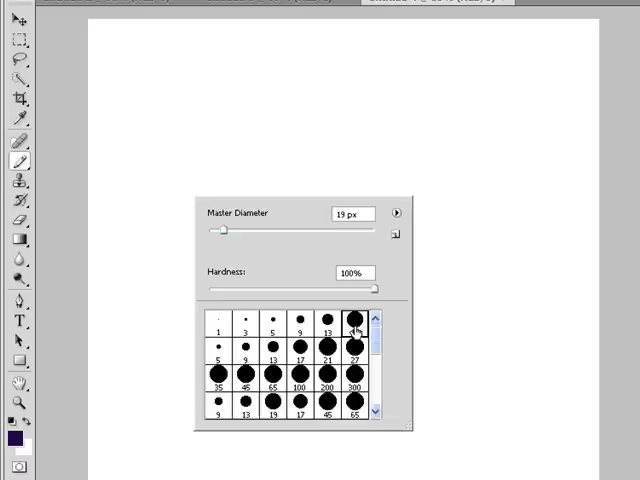 Master Diameter 19 px
Hardness: 100%
1 3 5 9 13
5 9 13 17 21 27
35 45 65 100 200 300
9 13 19 17 45 65
T